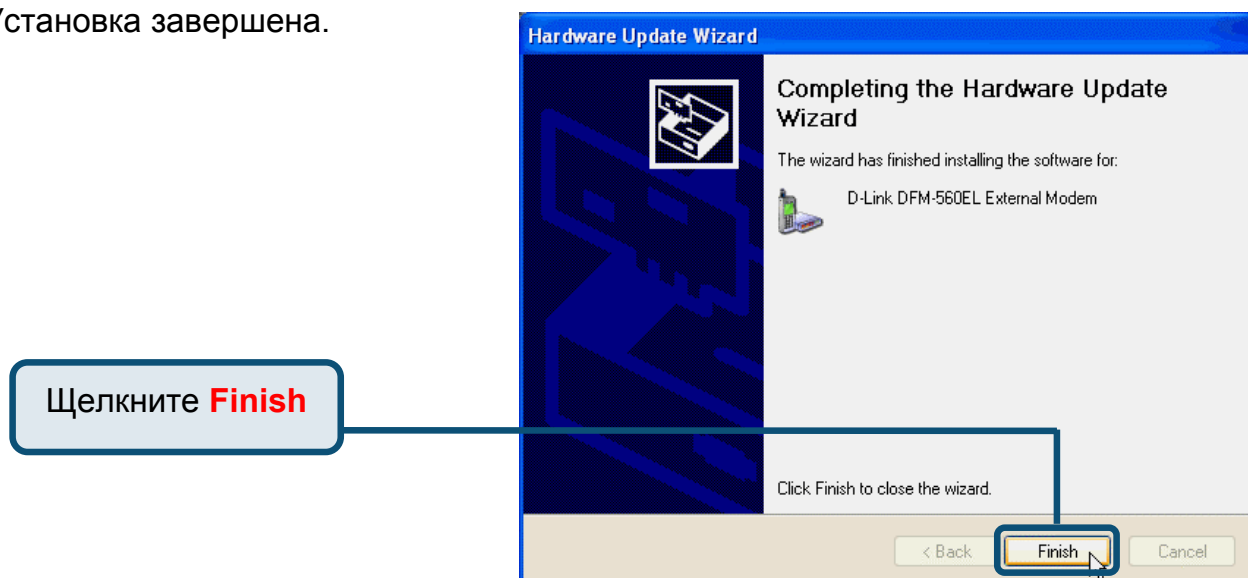 Установка завершена.
Hardware Update Wizard
Completing the Hardware Update
Wizard
The wizard has finished installing the software for:
D-Link DFM-560EL External Modem
Щелкните Finish
Click Finish to close the wizard.
< Back Finish Cancel